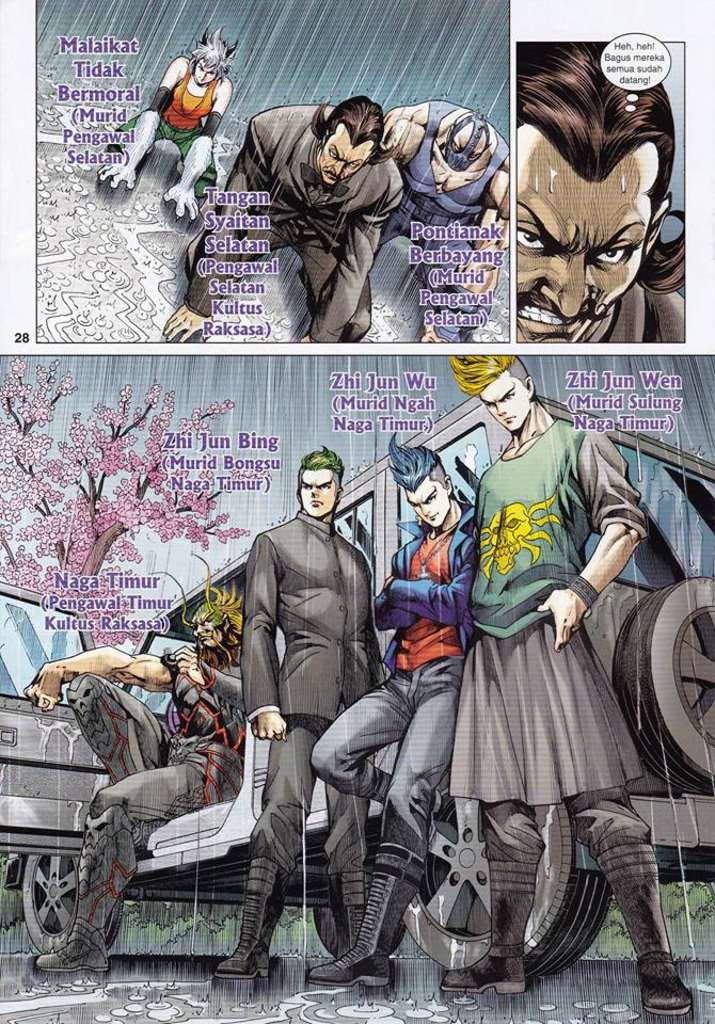 Malaikat
Tidak
Bermoral
(Murid
Pengawal
Selatan)
Tangan
Syaitan
Selatan
(Pengawal
Selatan
Kultus
Raksasa)
Pontianak
Berbayang
(Murid
Pengawal
Selatan)
Heh, heh!
Bagus mereka
semua sudah
datang!
28
Zhi Jun Wu
(Murid Ngah
Naga Timur)
Zhi Jun Wen
(Murid Sulung
Naga Timur)
Zhi Jun Bing
(Murid Bongsu
Naga Timur)
Naga Timur
(Pengawal Timur
Kultus Raksasa)